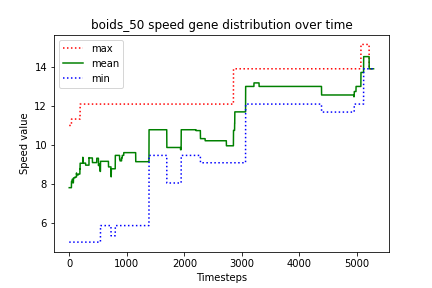 boids_50 speed gene distribution over time
max
mean
min
14
12
10
8
6
Speed value
0
1000
2000
3000
4000
5000
Timesteps